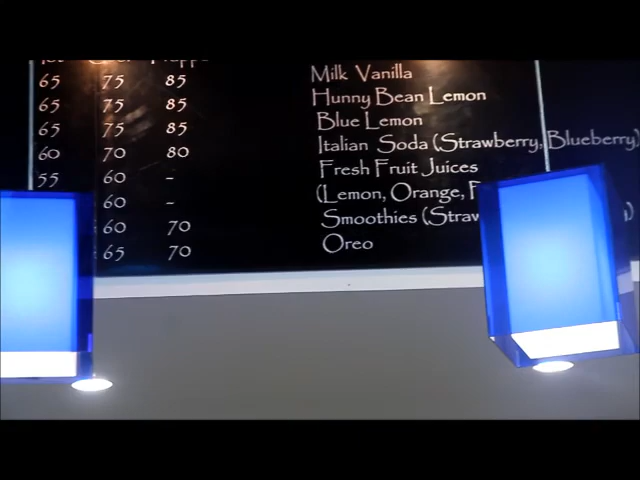 65 75 85 Milk Vanilla
65 75 85 Hunny Bean Lemon
65 75 85 Blue Lemon
60 70 80 Italian Soda (Strawberry, Blueberry,
55 60 - Fresh Fruit Juices
60 - (Lemon, Orange,
60 70 Smoothies
65 70 Oreo